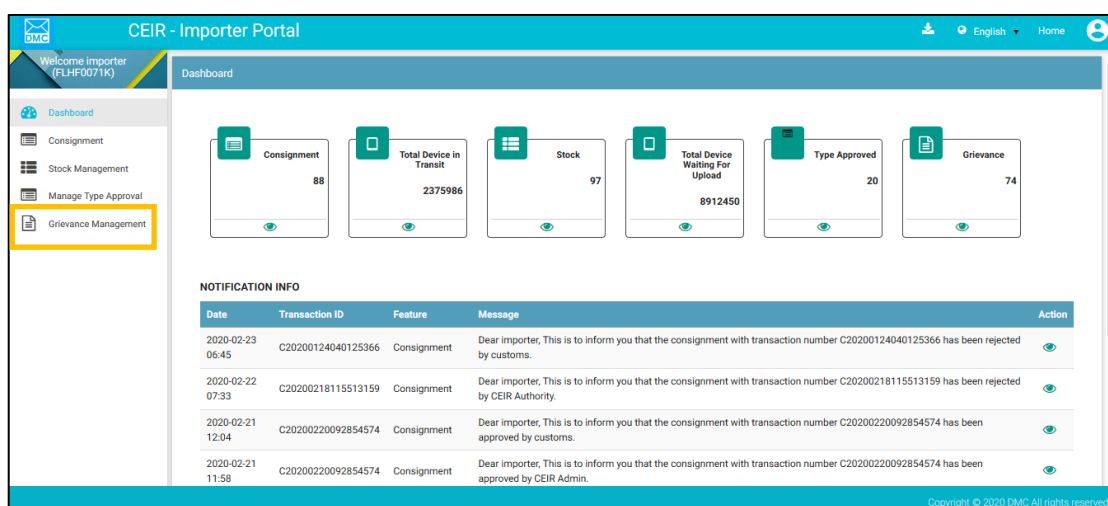 DMC
CEIR - Importer Portal
English
Home
Welcome importer
(FLHF0071K)
Dashboard
Dashboard
Consignment
Stock Management
Manage Type Approval
Grievance Management
Consignment
88
Total Device in
Transit
2375986
Stock
97
Total Device
Waiting For
Upload
8912450
Type Approved
20
Grievance
74
NOTIFICATION INFO
Date Transaction ID Feature Message Action
2020-02-23
06:45
C20200124040125366 Consignment
Dear importer, This is to inform you that the consignment with transaction number C20200124040125366 has been rejected
by customs.
2020-02-22
07:33
C20200218115513159 Consignment
Dear importer, This is to inform you that the consignment with transaction number C20200218115513159 has been rejected
by CEIR Authority.
2020-02-21
12:04
C20200220092854574 Consignment
Dear importer, This is to inform you that the consignment with transaction number C20200220092854574 has been
approved by customs.
2020-02-21
11:58
C20200220092854574 Consignment
Dear importer, This is to inform you that the consignment with transaction number C20200220092854574 has been
approved by CEIR Admin.
Copyright © 2020 DMC All rights reserved